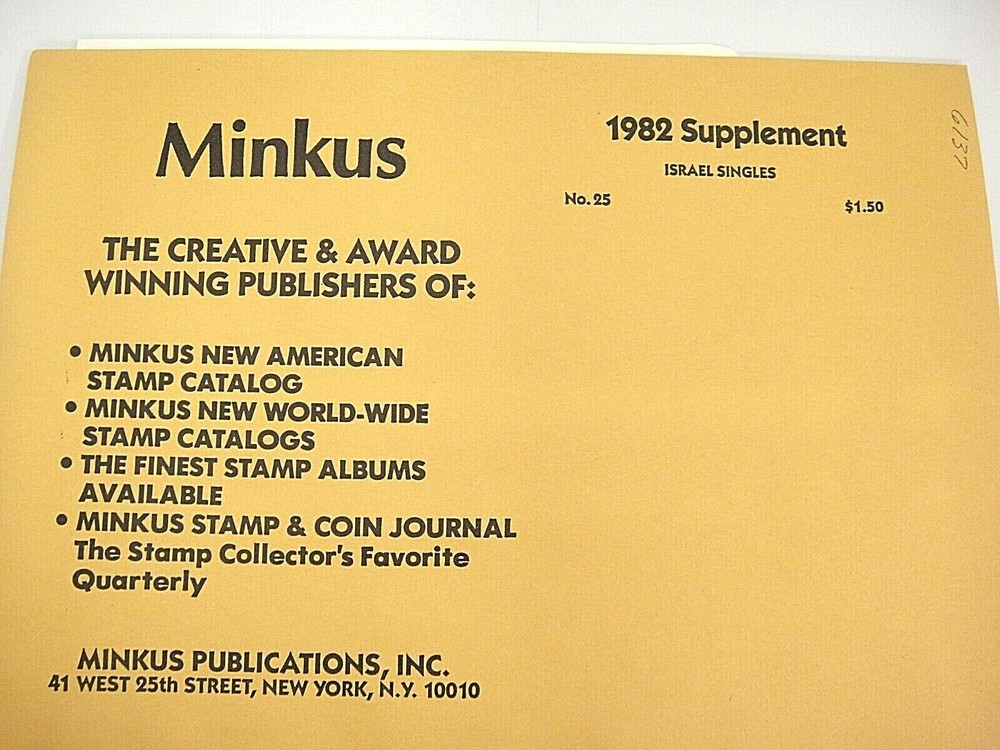 Minkus
THE CREATIVE & AWARD
WINNING PUBLISHERS OF:
• MINKUS NEW AMERICAN
STAMP CATALOG
• MINKUS NEW WORLD-WIDE
STAMP CATALOGS
• THE FINEST STAMP ALBUMS
AVAILABLE
• MINKUS STAMP & COIN JOURNAL
The Stamp Collector's Favorite
Quarterly
MINKUS PUBLICATIONS, INC.
41 WEST 25th STREET, NEW YORK, N.Y. 10010
1982 Supplement
ISRAEL SINGLES
No. 25 $1.50
6137